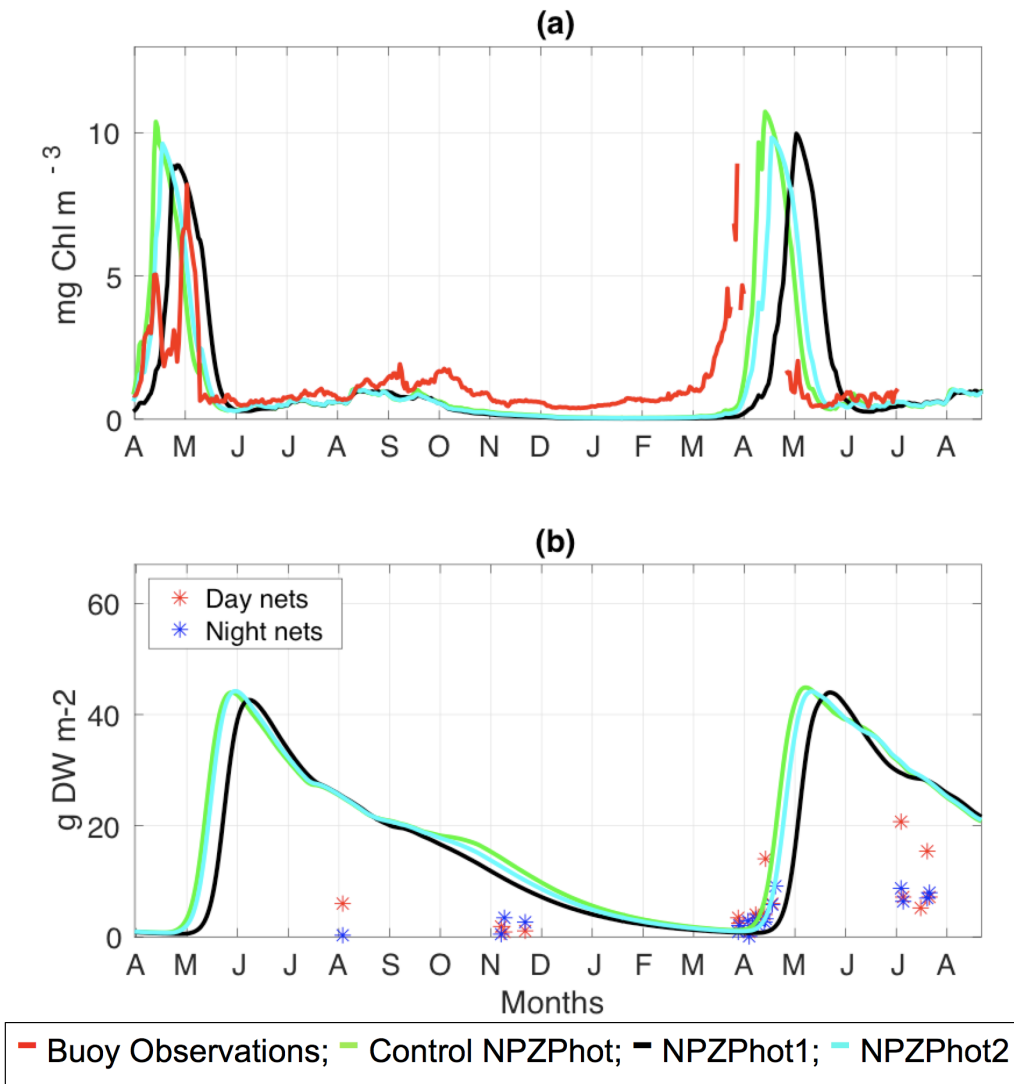 (a)
mg Chl m - 3
10
5
0
A M J J A S O N D J F M A M J J A
(b)
g DW m-2
Day nets
Night nets
60
40
20
0
A M J J A S O N D J F M A M J J A
Months
Buoy Observations; Control NPZPhot; NPZPhot1; NPZPhot2